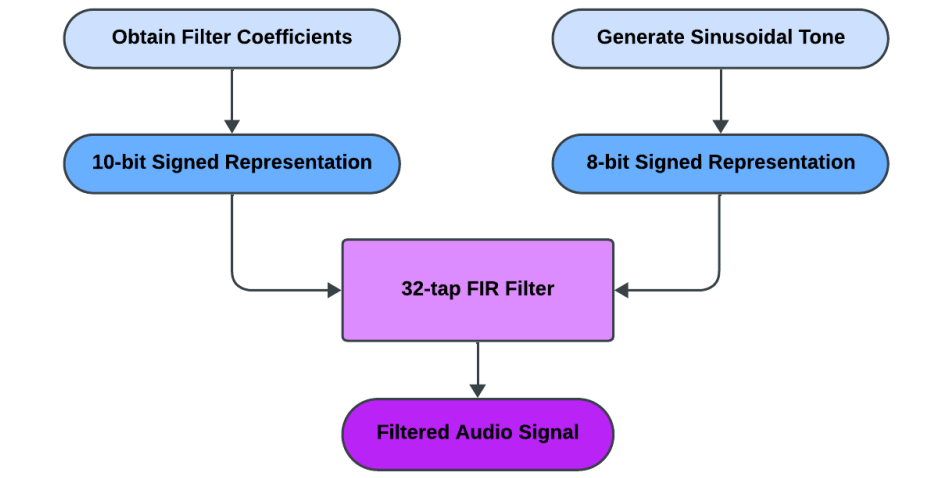 Obtain Filter Coefficients
Generate Sinusoidal Tone
10-bit Signed Representation
8-bit Signed Representation
32-tap FIR Filter
Filtered Audio Signal